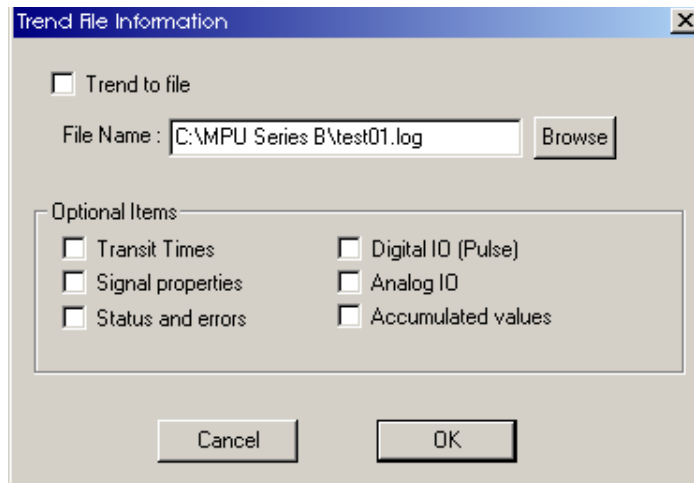 Trend File Information
Trend to file
File Name : C:\MPU Series B\test01.log Browse
Optional Items
Transit Times Digital IO (Pulse)
Signal properties Analog IO
Status and errors Accumulated values
Cancel OK